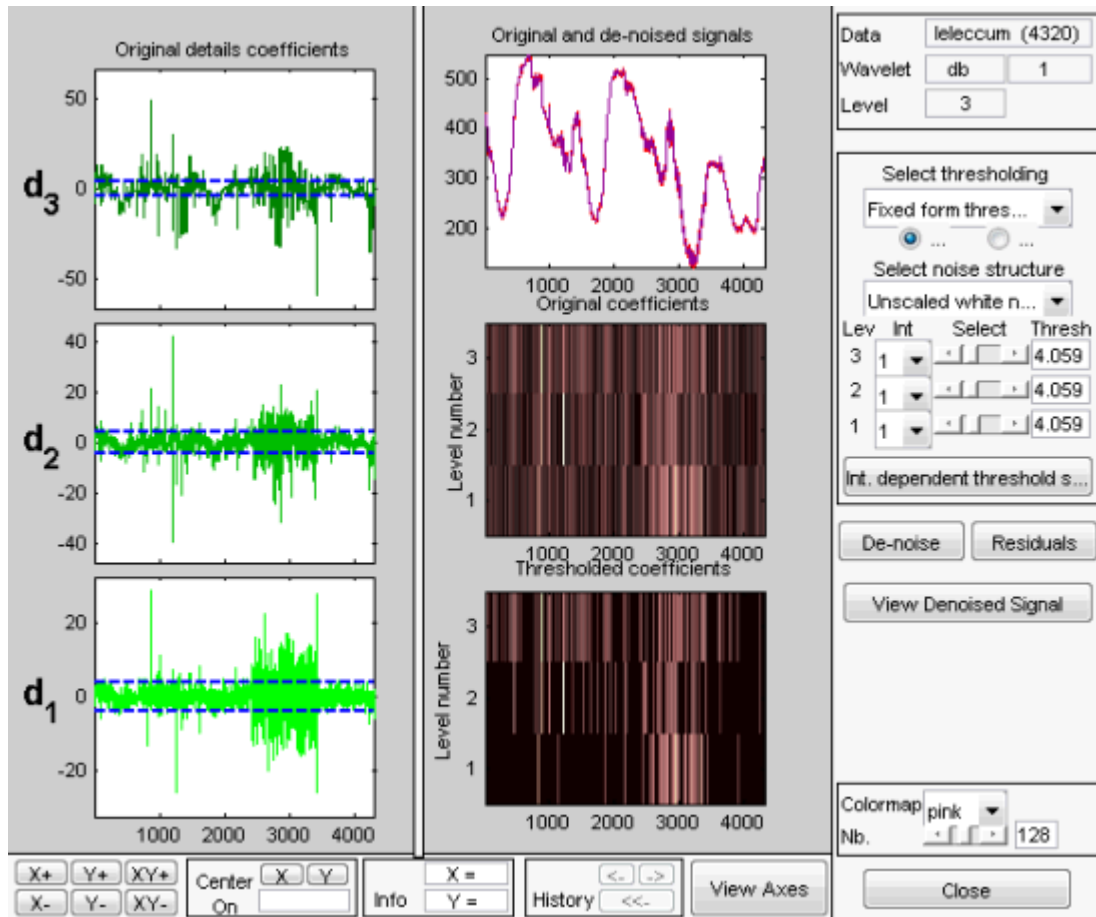 Original details coefficients
50
0
-50
d3
40
20
0
-20
-40
d2
20
0
-20
d1
1000 2000 3000 4000
Original and de-noised signals
500
400
300
200
1000 2000 3000 4000
Original coefficients
Level number
3
2
1
1000 2000 3000 4000
Thresholded coefficients
Level number
3
2
1
1000 2000 3000 4000
Data leleccum (4320)
Wavelet db 1
Level 3
Select thresholding
Fixed form thres...
... ...
Select noise structure
Unscaled white n...
Lev Int Select Thresh
3 1 4.059
2 1 4.059
1 1 4.059
Int. dependent threshold s...
De-noise Residuals
View Denoised Signal
Colormap pink
Nb. 128
Close
X+ Y+ XY+
X- Y- XY-
Center On X Y
Info X = Y =
History <- -> <<-
View Axes